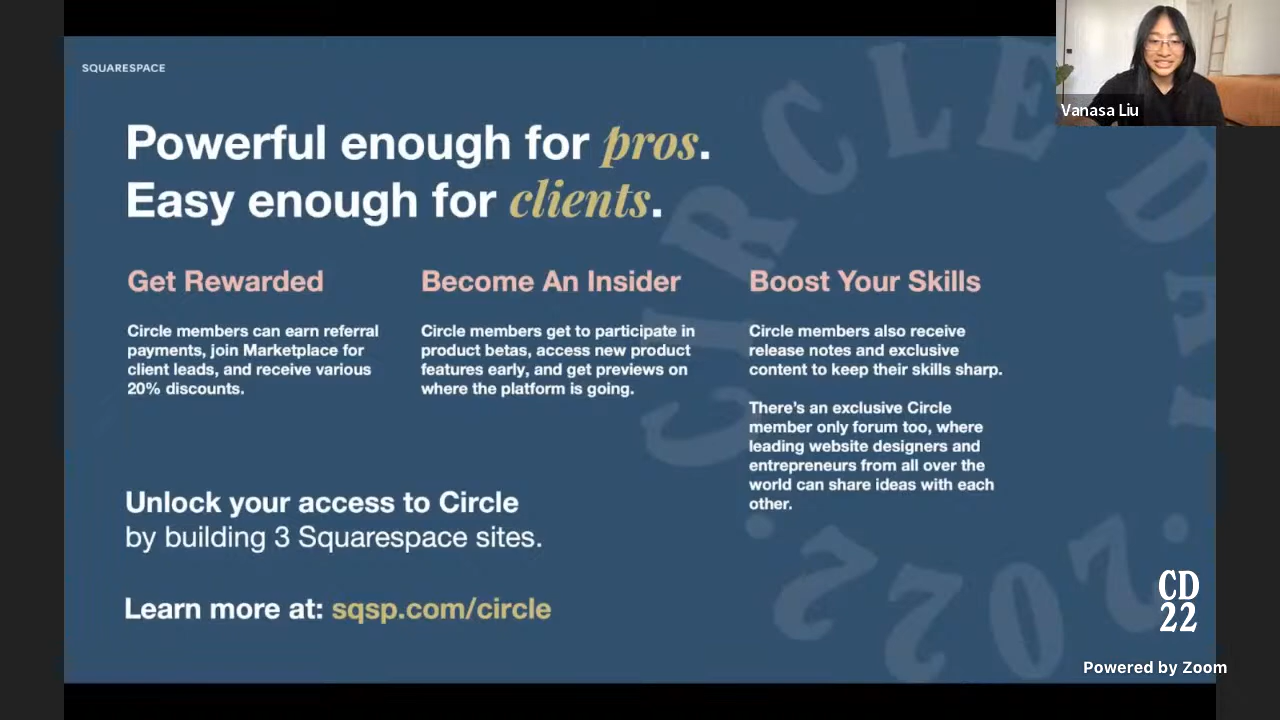 SQUARESPACE
Vanasa Liu
Powerful enough for pros.
Easy enough for clients.
Get Rewarded
Circle members can earn referral
payments, join Marketplace for
client leads, and receive various
20% discounts.
Become An Insider
Circle members get to participate in
product betas, access new product
features early, and get previews on
where the platform is going.
Boost Your Skills
Circle members also receive
release notes and exclusive
content to keep their skills sharp.
There's an exclusive Circle
member only forum too, where
leading website designers and
entrepreneurs from all over the
world can share ideas with each
other.
Unlock your access to Circle
by building 3 Squarespace sites.
Learn more at: sqsp.com/circle
CIRCLE
2022
CD
22
Powered by Zoom